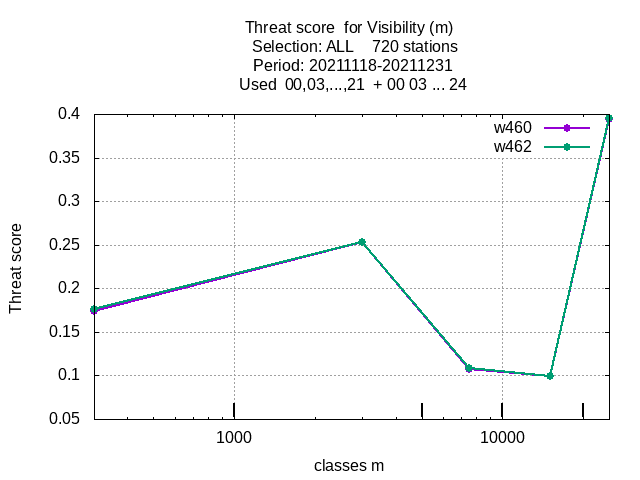 Threat score  for Visibility (m)
Selection: ALL    720 stations
Period: 20211118-20211231
Used  00,03,...,21  + 00 03 ... 24
w460
w462
0.4
0.35
0.3
0.25
0.2
0.15
0.1
0.05
Threat score
1000
10000
classes m